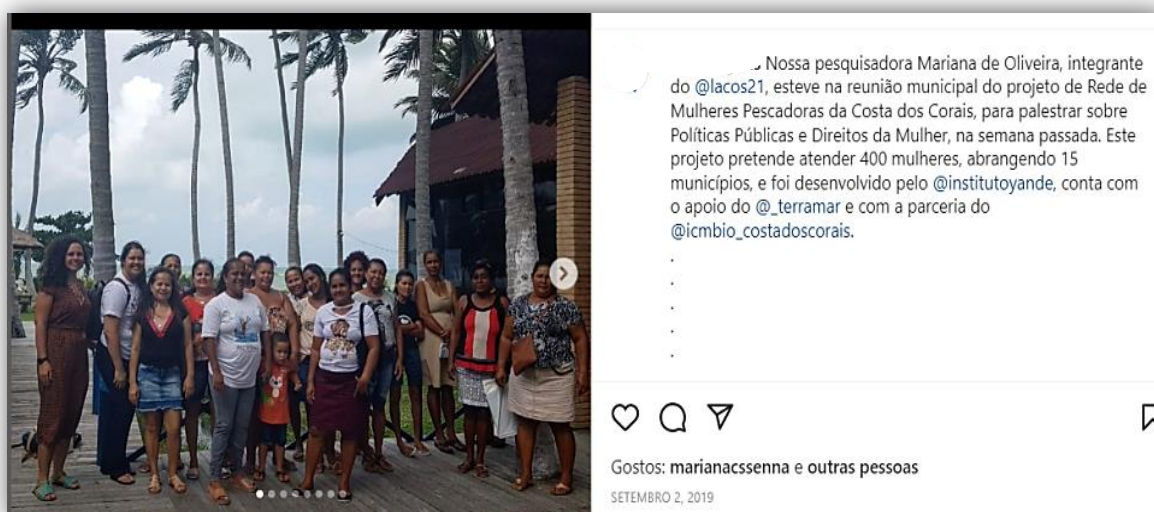 Nossa pesquisadora Mariana de Oliveira, integrante
do @lacos21, esteve na reunião municipal do projeto de Rede de
Mulheres Pescadoras da Costa dos Corais, para palestrar sobre
Políticas Públicas e Direitos da Mulher, na semana passada. Este
projeto pretende atender 400 mulheres, abrangendo 15
municípios, e foi desenvolvido pelo @institutoyande, conta com
o apoio do @_terramar e com a parceria do
@icmbio_costadoscorais.
.
.
.
.
.
Gostos: marianacssenna e outras pessoas
SETEMBRO 2, 2019